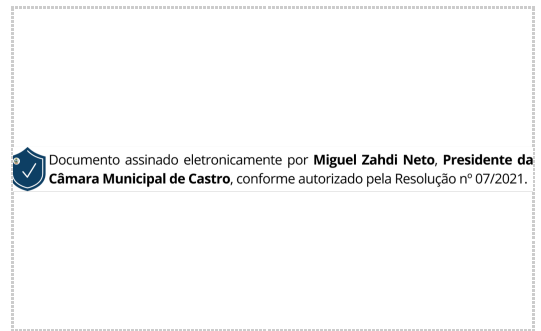 Documento assinado eletronicamente por Miguel Zahdi Neto, Presidente da
Câmara Municipal de Castro, conforme autorizado pela Resolução nº 07/2021.